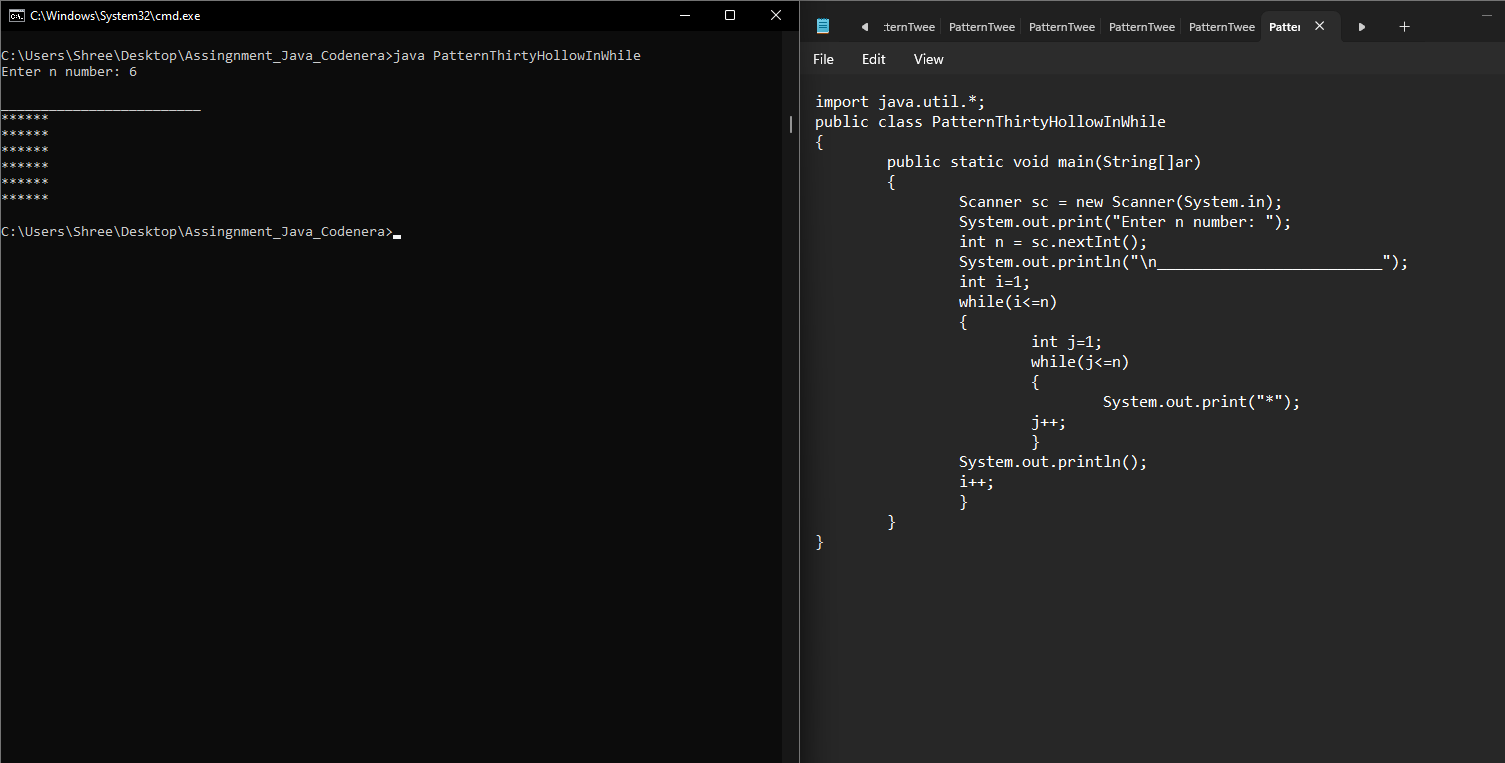 C:\Windows\System32\cmd.exe
C:\Users\Shree\Desktop\Assingnment_Java_Codenera>java PatternThirtyHollowInWhile
Enter n number: 6
_________________________
******
******
******
******
******
******
C:\Users\Shree\Desktop\Assingnment_Java_Codenera>
:ternTwee PatternTwee PatternTwee PatternTwee PatternTwee Patter
File Edit View
import java.util.*;
public class PatternThirtyHollowInWhile
{
public static void main(String[]ar)
{
Scanner sc = new Scanner(System.in);
System.out.print("Enter n number: ");
int n = sc.nextInt();
System.out.println("\n_________________________");
int i=1;
while(i<=n)
{
int j=1;
while(j<=n)
{
System.out.print("*");
j++;
}
System.out.println();
i++;
}
}
}